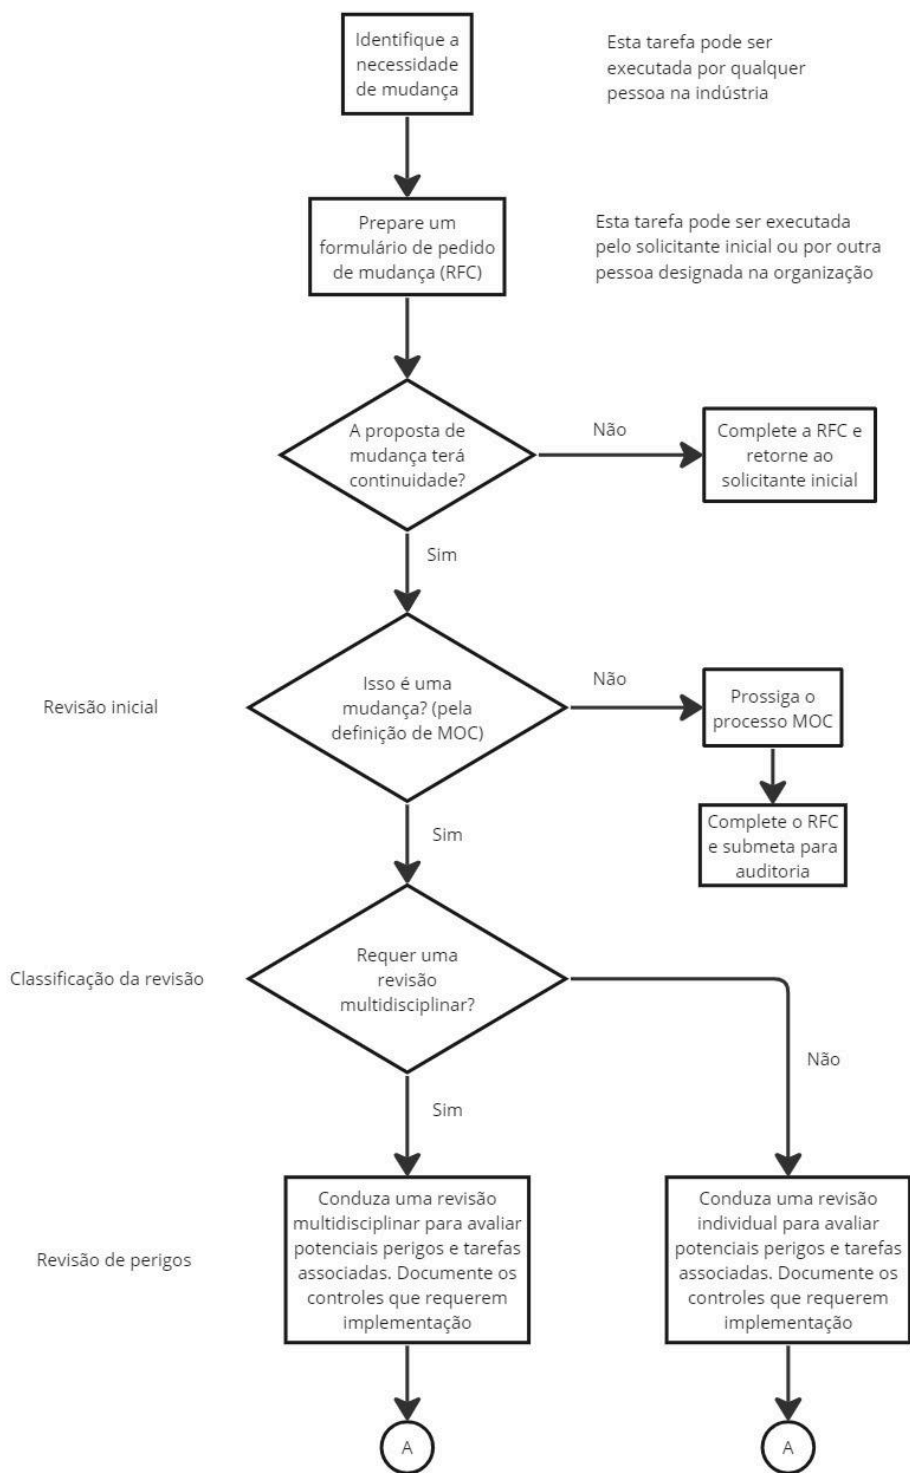 Identifique a
necessidade
de mudança
Esta tarefa pode ser
executada por qualquer
pessoa na indústria
Prepare um
formulário de pedido
de mudança (RFC)
Esta tarefa pode ser executada
pelo solicitante inicial ou por outra
pessoa designada na organização
A proposta de
mudança terá
continuidade?
Não
Complete a RFC e
retorne ao
solicitante inicial
Sim
Revisão inicial
Isso é uma
mudança? (pela
definição de MOC)
Não
Prossiga o
processo MOC
Complete o RFC
e submeta para
auditoria
Sim
Classificação da revisão
Requer uma
revisão
multidisciplinar?
Não
Sim
Revisão de perigos
Conduza uma revisão
multidisciplinar para avaliar
potenciais perigos e tarefas
associadas. Documente os
controles que requerem
implementação
Conduza uma revisão
individual para avaliar
potenciais perigos e tarefas
associadas. Documente os
controles que requerem
implementação
A
A